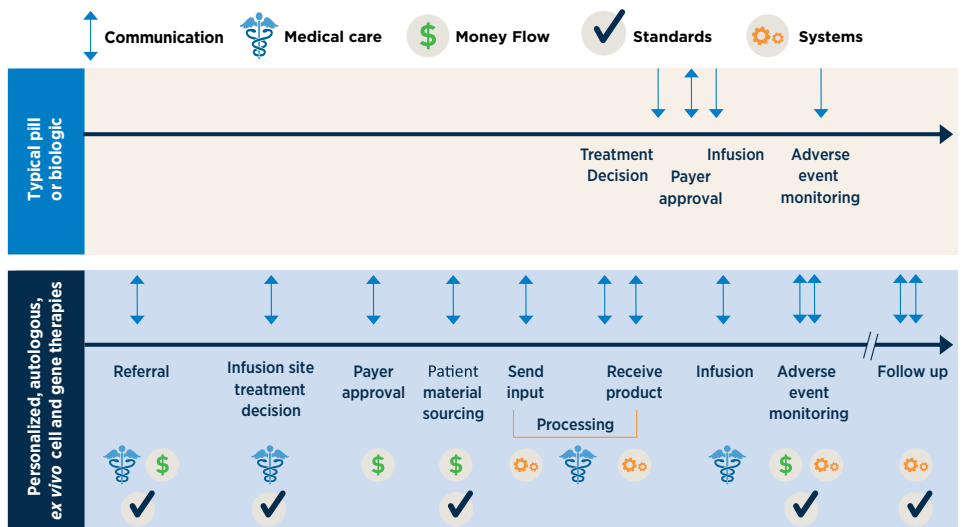 Communication
Medical care
$
Money Flow
Standards
Systems
Typical pill
or biologic
Treatment
Decision
Payer
approval
Infusion
Adverse
event
monitoring
Personalized, autologous,
ex vivo cell and gene therapies
Referral
Infusion site
treatment
decision
Payer
approval
Patient
material
sourcing
Send
input
Receive
product
Processing
Infusion
Adverse
event
monitoring
Follow up
$
$
$
$